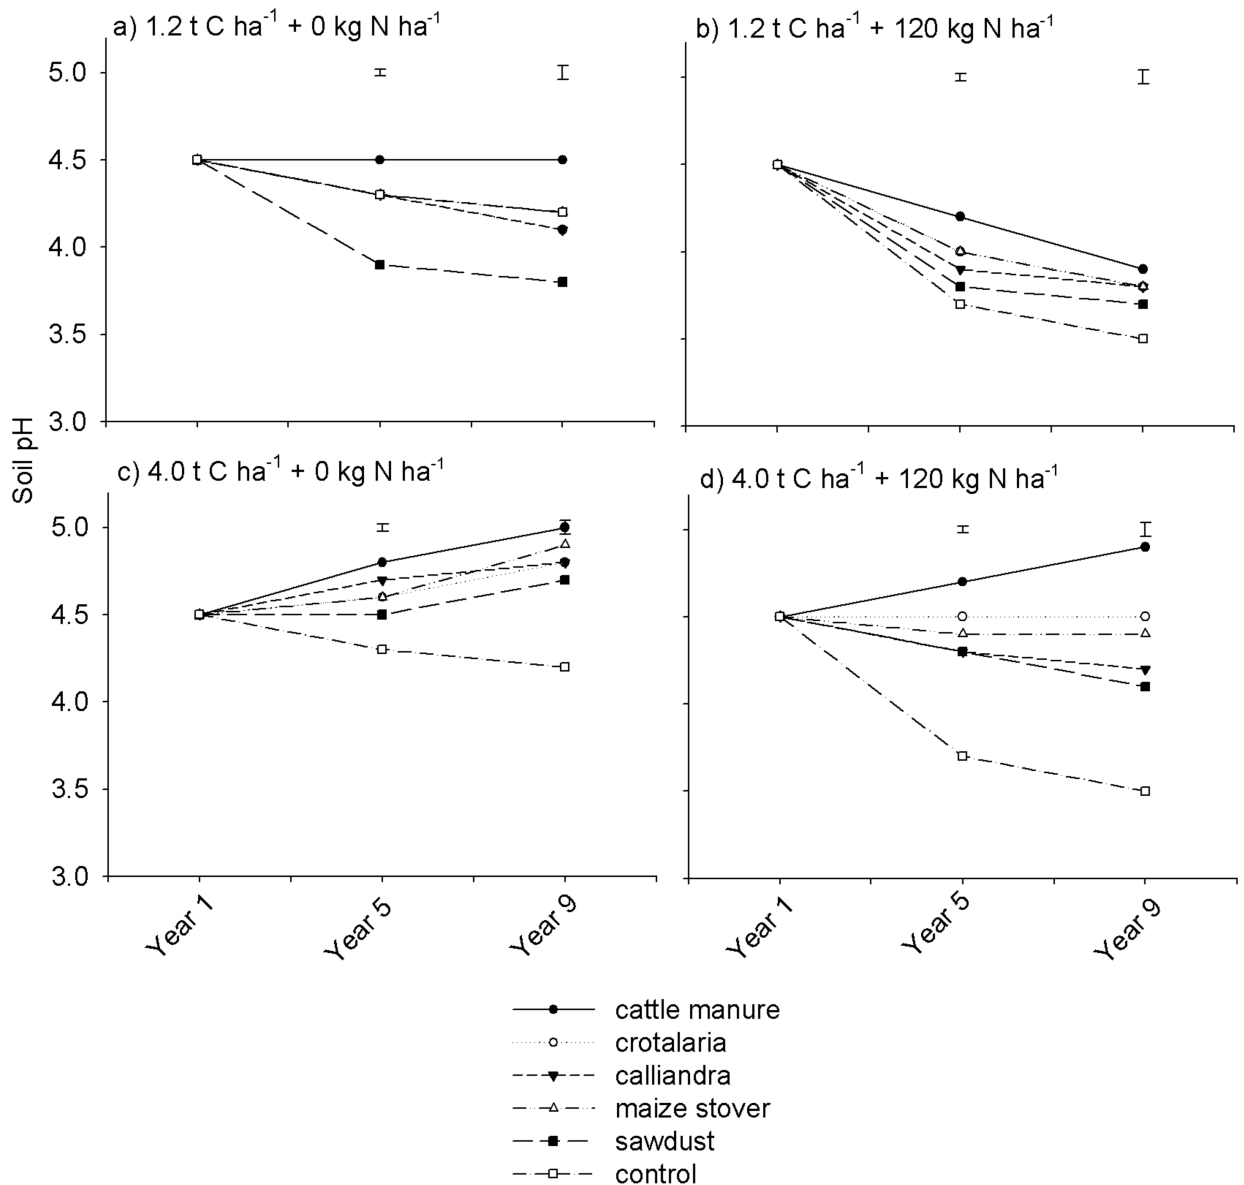 a) 1.2 t C ha⁻¹ + 0 kg N ha⁻¹
b) 1.2 t C ha⁻¹ + 120 kg N ha⁻¹
5.0
4.5
4.0
3.5
3.0
Soil pH
c) 4.0 t C ha⁻¹ + 0 kg N ha⁻¹
d) 4.0 t C ha⁻¹ + 120 kg N ha⁻¹
5.0
4.5
4.0
3.5
3.0
Year 1
Year 5
Year 9
Year 1
Year 5
Year 9
cattle manure
crotalaria
calliandra
maize stover
sawdust
control